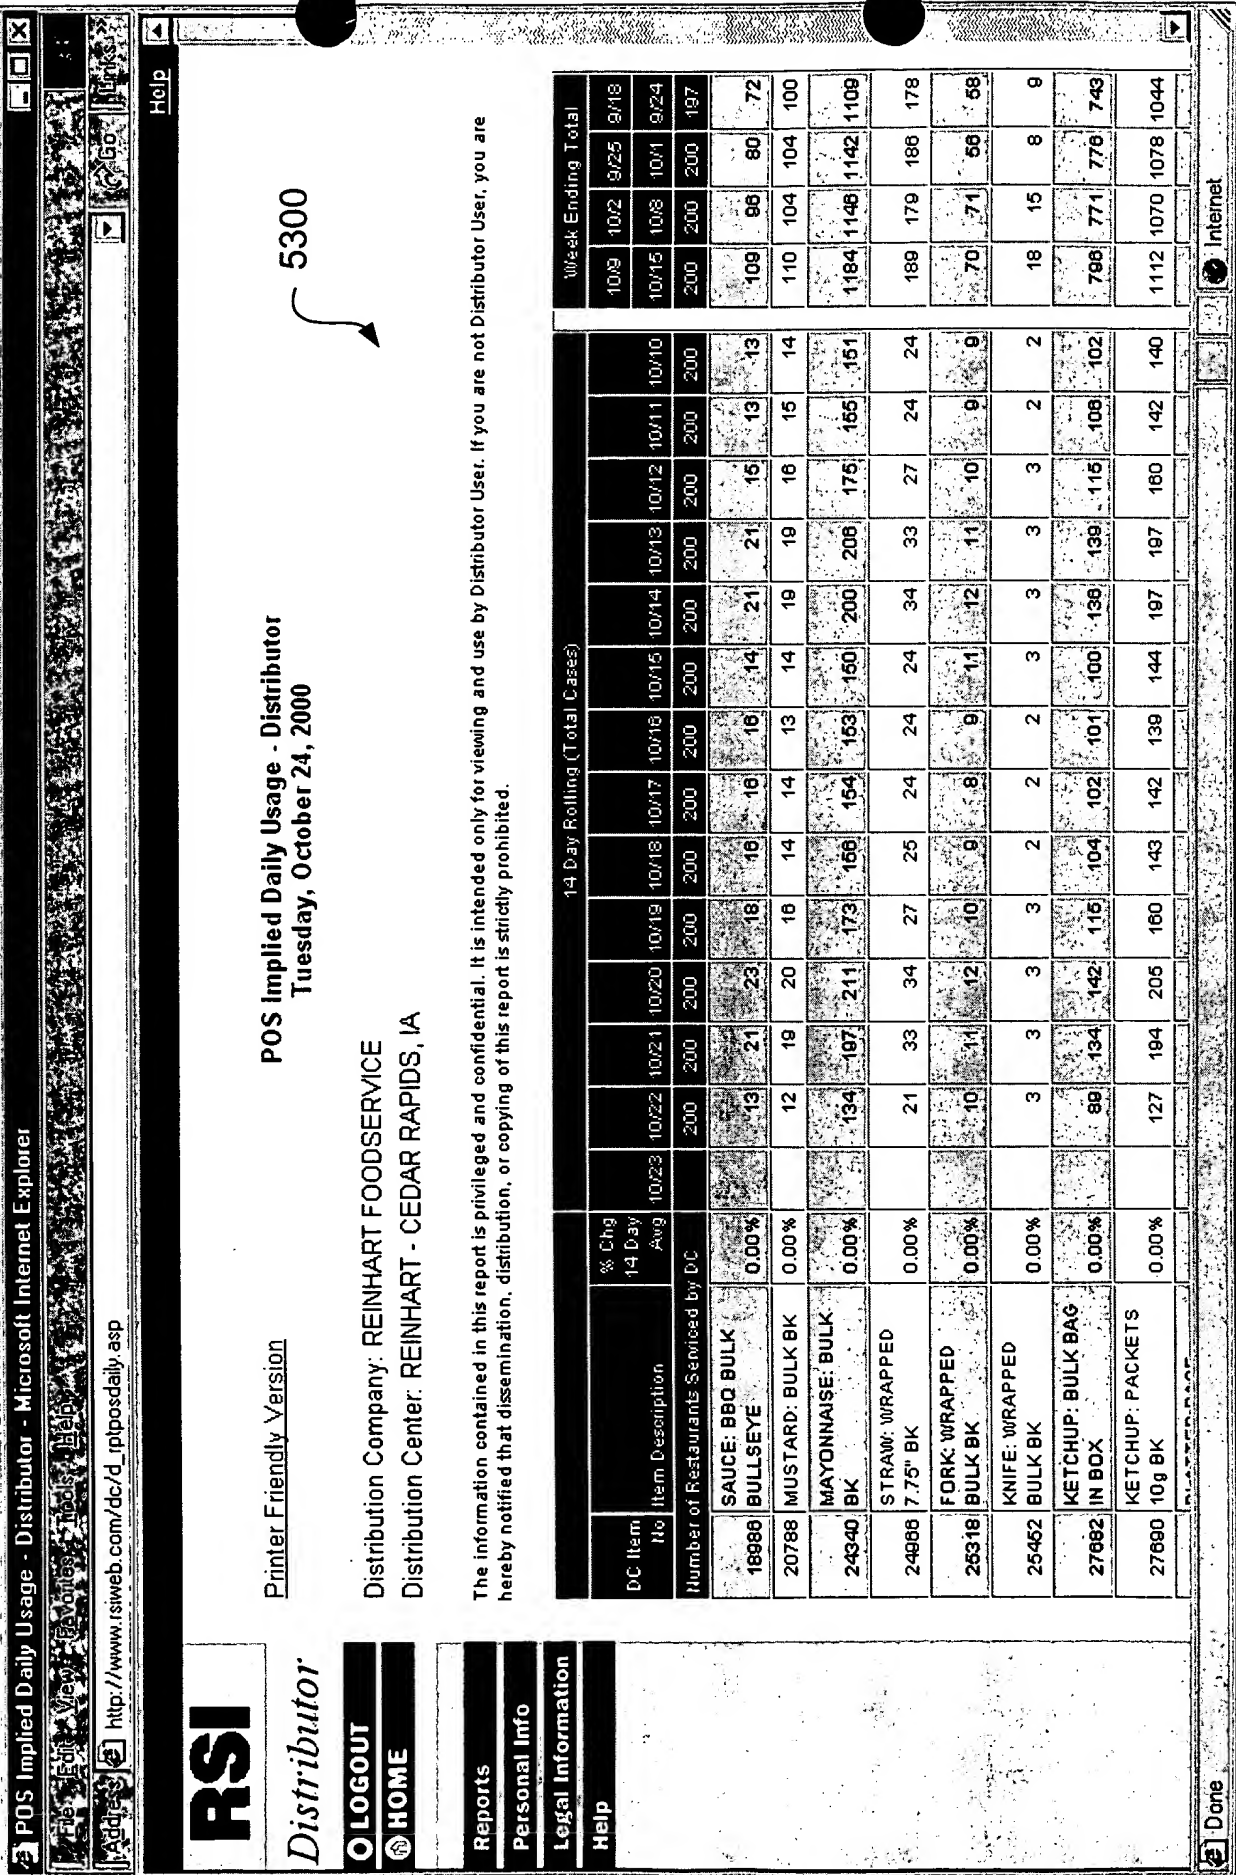 POS Implied Daily Usage - Distributor - Microsoft Internet Explorer
File Edit View Favorites Tools Help
Address http://www.rsiweb.com/dc/d_rptposdaily.asp Go Links »
Help
RSI
Distributor
LOGOUT
HOME
Reports
Personal Info
Legal Information
Help
Printer Friendly Version
POS Implied Daily Usage - Distributor
Tuesday, October 24, 2000
5300
Distribution Company: REINHART FOODSERVICE
Distribution Center: REINHART - CEDAR RAPIDS, IA
The information contained in this report is privileged and confidential. It is intended only for viewing and use by Distributor User. If you are not Distributor User, you are
hereby notified that dissemination, distribution, or copying of this report is strictly prohibited.
14 Day Rolling (Total Cases) Week Ending Total
% Chg 10/9 10/2 9/25 9/18
DC Item No Item Description 14 Day Avg 10/23 10/22 10/21 10/20 10/19 10/18 10/17 10/16 10/15 10/14 10/13 10/12 10/11 10/10 10/15 10/8 10/1 9/24
Number of Restaurants Serviced by DC 200 200 200 200 200 200 200 200 200 200 200 200 200 200 200 200 197
18986 SAUCE: BBQ BULK BULLSEYE 0.00% 13 21 23 18 16 16 16 14 21 21 15 13 13 109 96 80 72
20788 MUSTARD: BULK BK 0.00% 12 19 20 16 14 14 13 14 19 19 16 15 14 110 104 104 100
24340 MAYONNAISE: BULK BK 0.00% 134 197 211 173 156 154 153 150 200 206 175 155 151 1184 1146 1142 1109
24966 STRAW: WRAPPED 7.75" BK 0.00% 21 33 34 27 25 24 24 24 34 33 27 24 24 189 179 186 178
25318 FORK: WRAPPED BULK BK 0.00% 10 11 12 10 9 8 9 11 12 11 10 9 9 70 71 56 58
25452 KNIFE: WRAPPED BULK BK 0.00% 3 3 3 3 2 2 2 3 3 3 3 2 2 18 15 8 9
27682 KETCHUP: BULK BAG IN BOX 0.00% 89 134 142 115 104 102 101 100 136 139 115 106 102 796 771 776 743
27690 KETCHUP: PACKETS 10g BK 0.00% 127 194 205 160 143 142 139 144 197 197 160 142 140 1112 1070 1078 1044
Done Internet